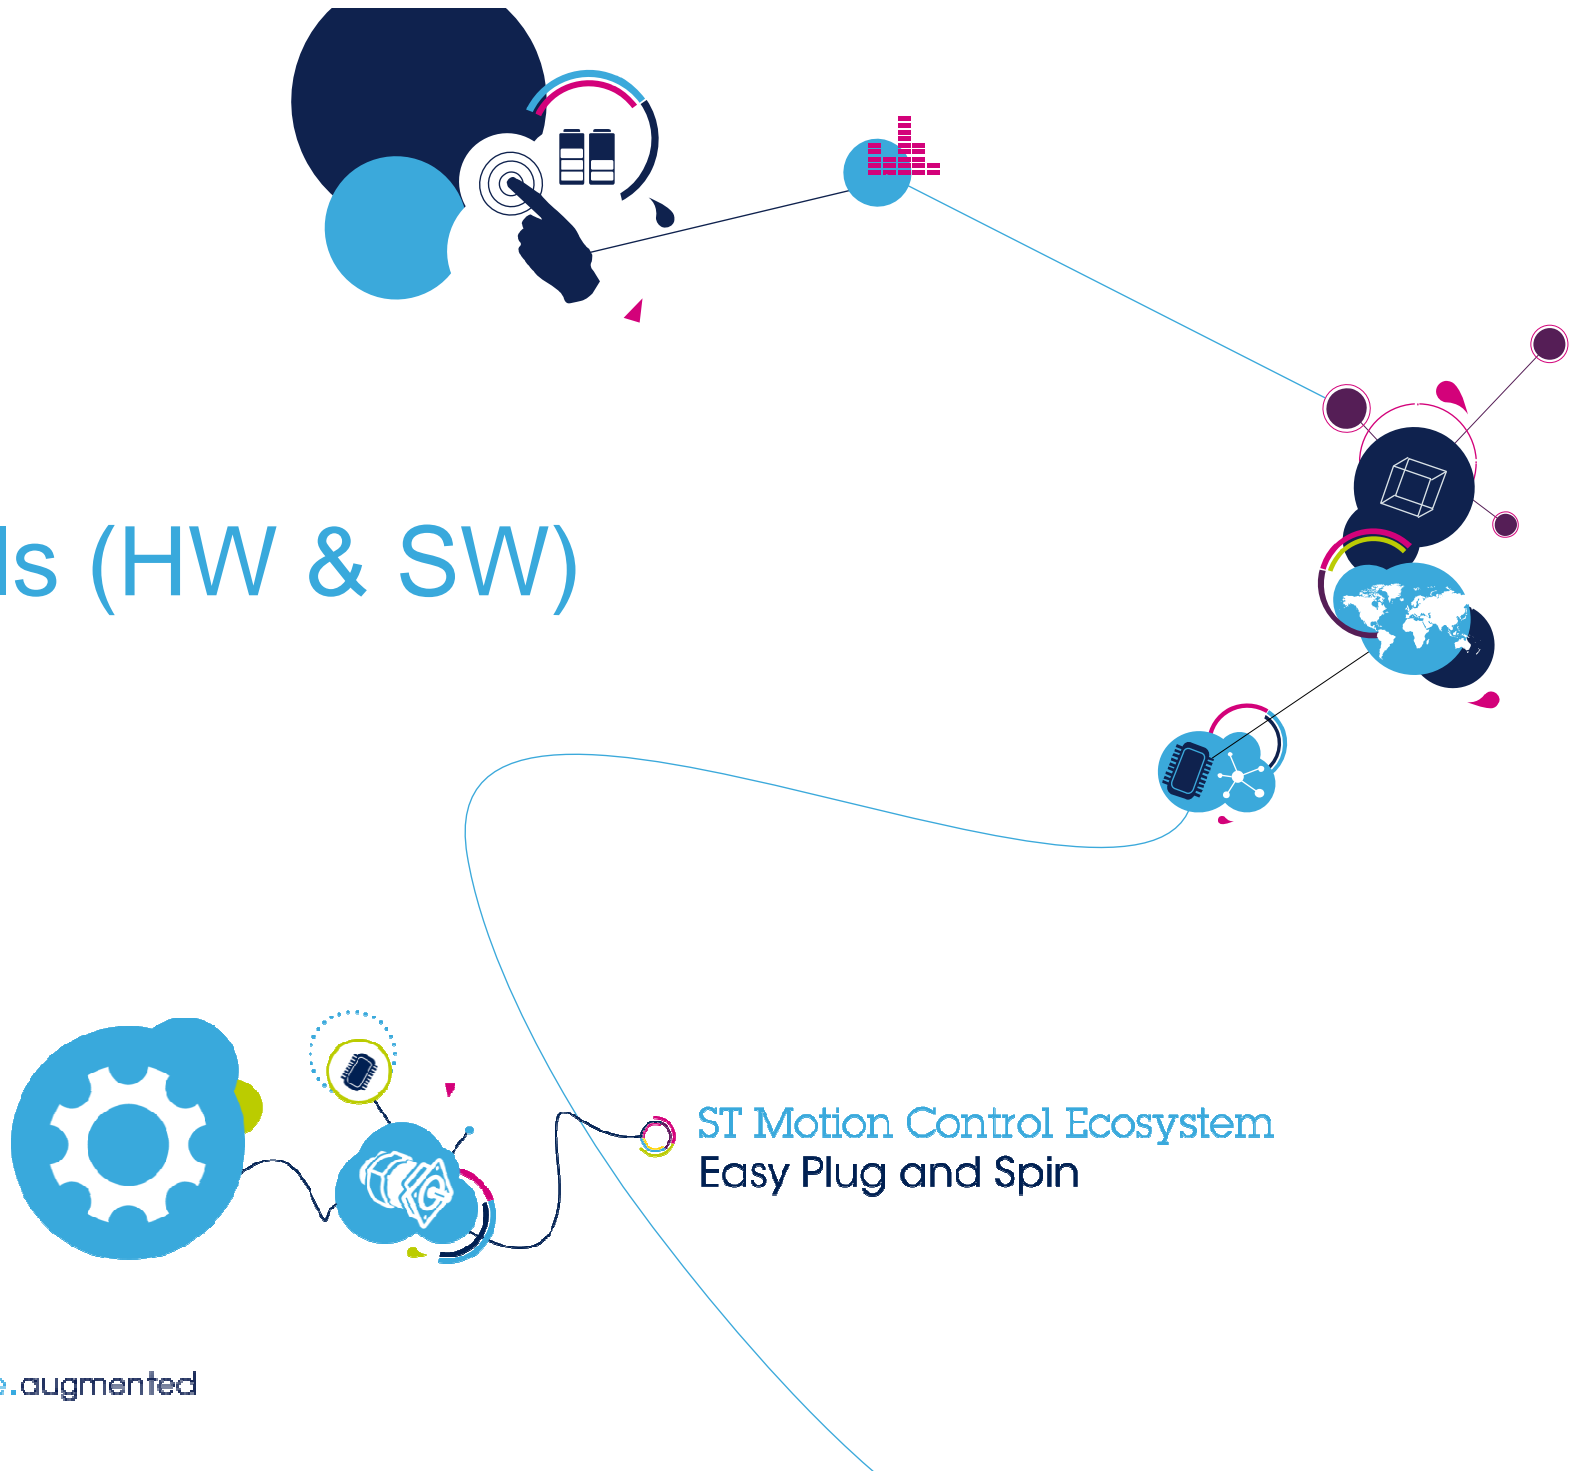 ls (HW & SW)
ST Motion Control Ecosystem
Easy Plug and Spin
e.augmented